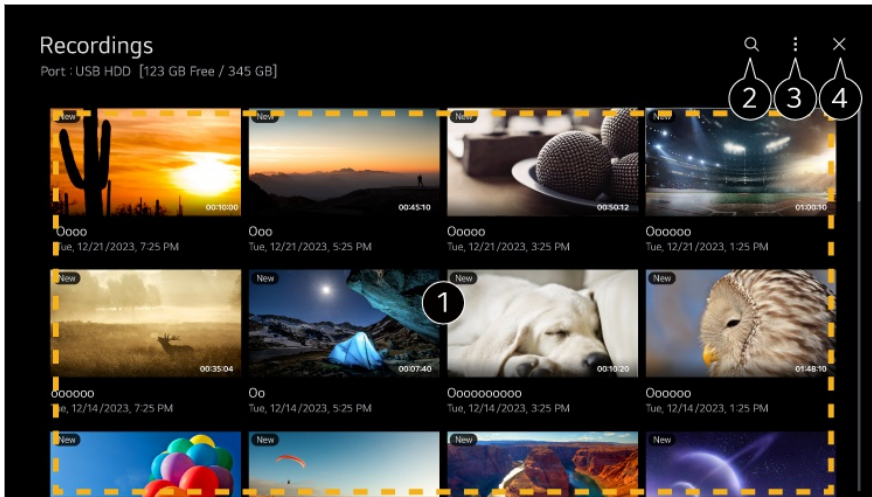 Recordings
Port : USB HDD [123 GB Free / 345 GB]
2 3 4
New New New New
00:10:00 00:45:10 00:50:12 01:00:10
Oooo Ooo Ooooo Oooooo
Tue, 12/21/2023, 7:25 PM Tue, 12/21/2023, 5:25 PM Tue, 12/21/2023, 3:25 PM Tue, 12/21/2023, 1:25 PM
New New New New
1
00:35:04 00:07:40 00:10:20 01:48:10
oooooo Oo Oooooooooo Oooooo
Tue, 12/14/2023, 7:25 PM Tue, 12/14/2023, 5:25 PM Tue, 12/14/2023, 3:25 PM Tue, 12/14/2023, 1:25 PM
New New New New